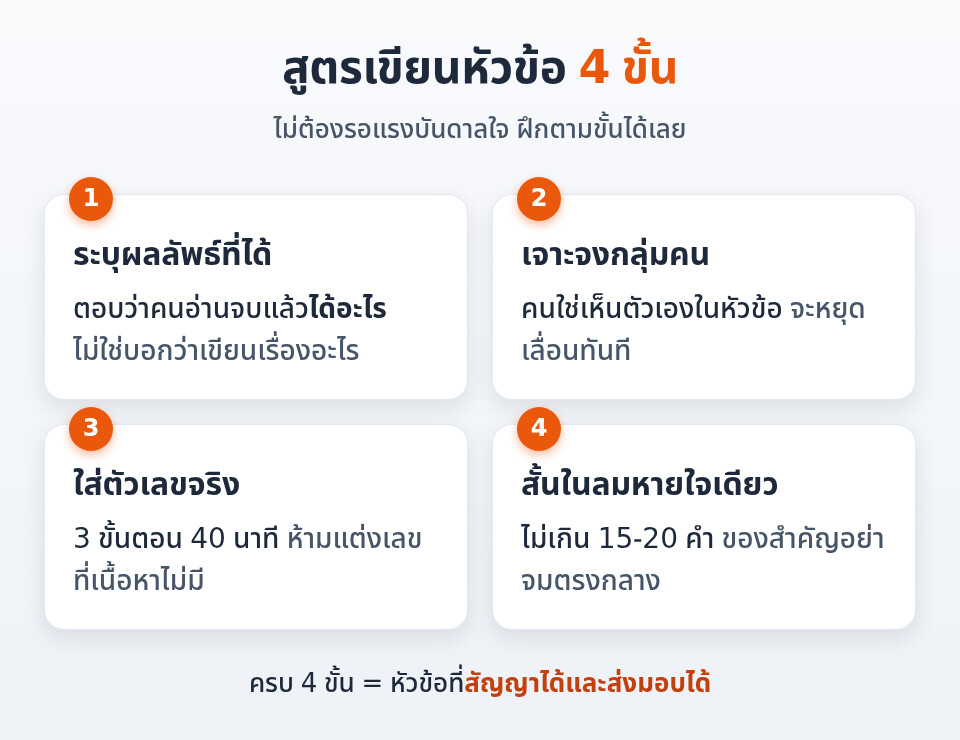 สูตรเขียนหัวข้อ 4 ขั้น
ไม่ต้องรอแรงบันดาลใจ ฝึกตามขั้นได้เลย
1
ระบุผลลัพธ์ที่ได้
ตอบว่าคนอ่านจบแล้วได้อะไร
ไม่ใช่บอกว่าเขียนเรื่องอะไร
2
เจาะจงกลุ่มคน
คนใช่เห็นตัวเองในหัวข้อ จะหยุด
เลื่อนทันที
3
ใส่ตัวเลขจริง
3 ขั้นตอน 40 นาที ห้ามแต่งเลข
ที่เนื้อหาไม่มี
4
สั้นในลมหายใจเดียว
ไม่เกิน 15-20 คำ ของสำคัญอย่า
จมตรงกลาง
ครบ 4 ขั้น = หัวข้อที่สัญญาได้และส่งมอบได้